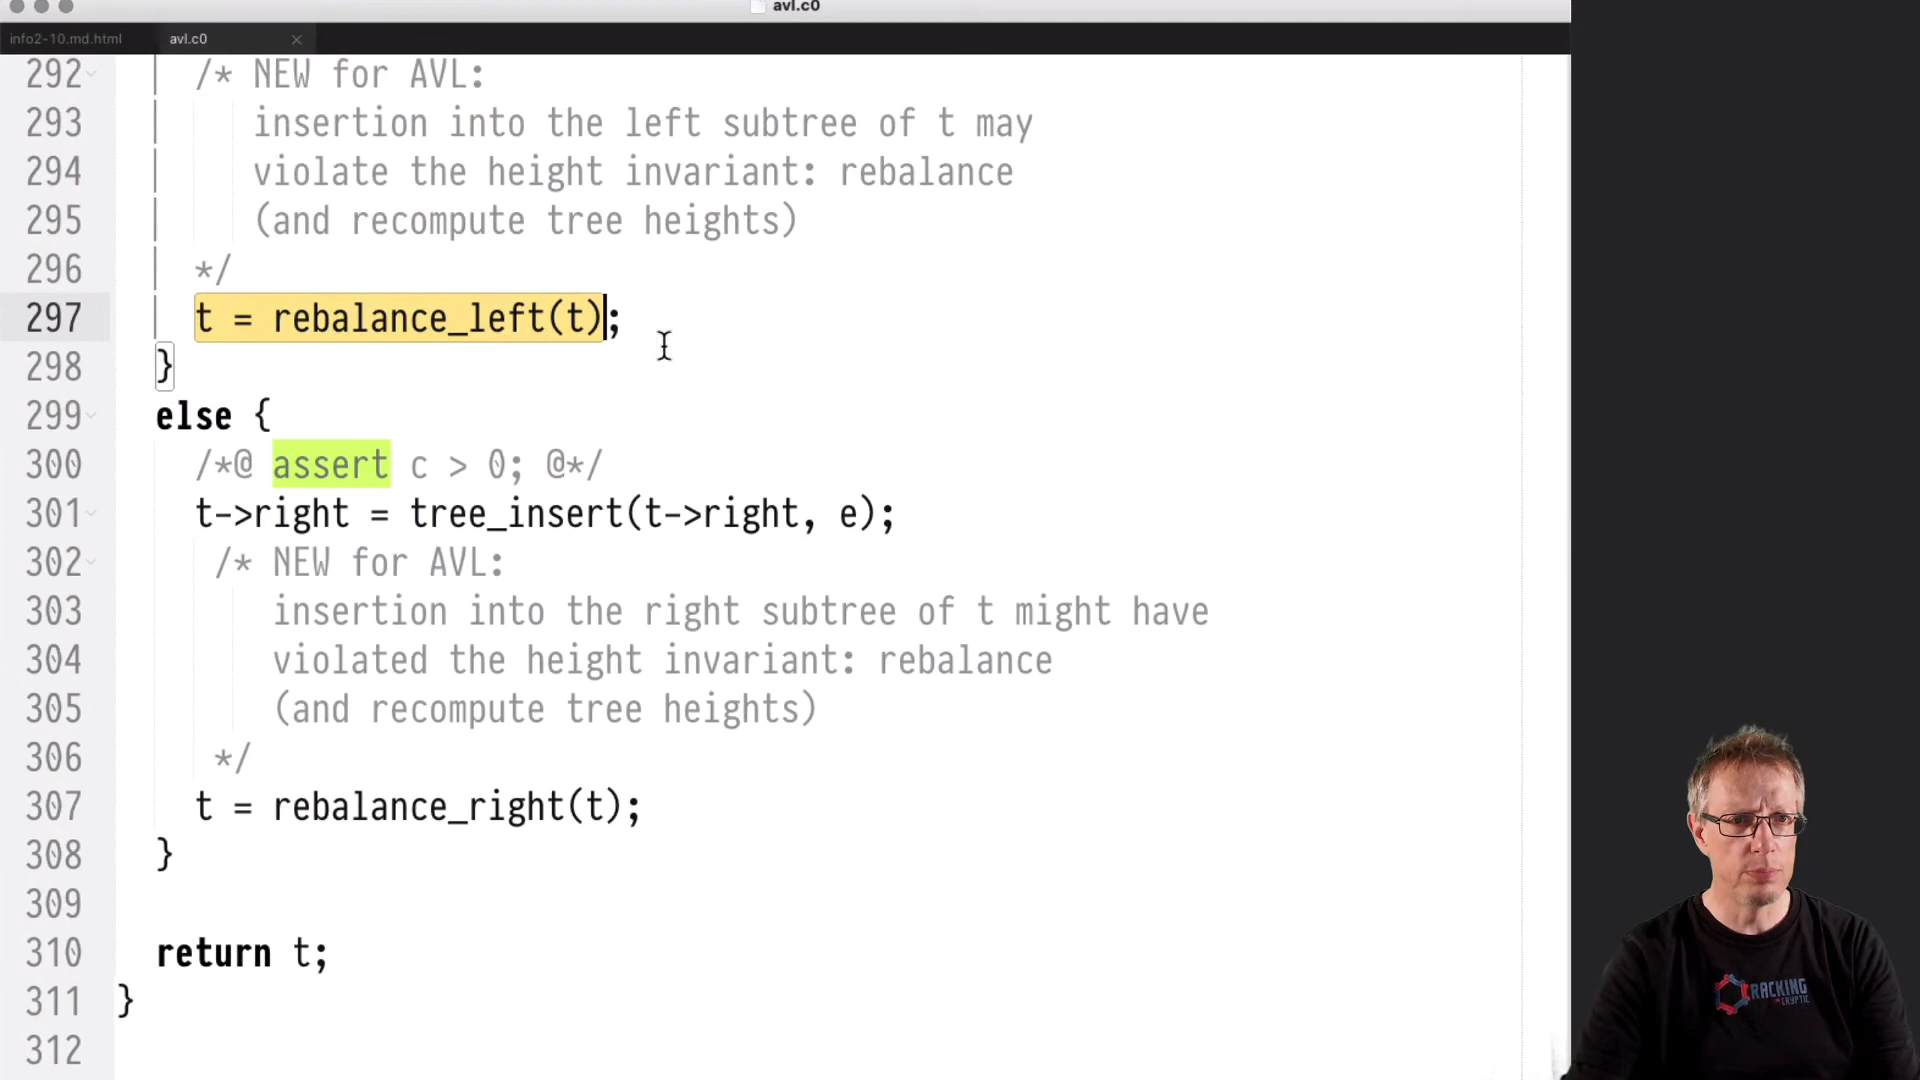 avl.c0
info2-10.md.html
avl.c0
292 /* NEW for AVL:
293 insertion into the left subtree of t may
294 violate the height invariant: rebalance
295 (and recompute tree heights)
296 */
297 t = rebalance_left(t);
298 }
299 else {
300 /*@ assert c > 0; @*/
301 t->right = tree_insert(t->right, e);
302 /* NEW for AVL:
303 insertion into the right subtree of t might have
304 violated the height invariant: rebalance
305 (and recompute tree heights)
306 */
307 t = rebalance_right(t);
308 }
309
310 return t;
311 }
312
CRACKING
THE CRYPTIC